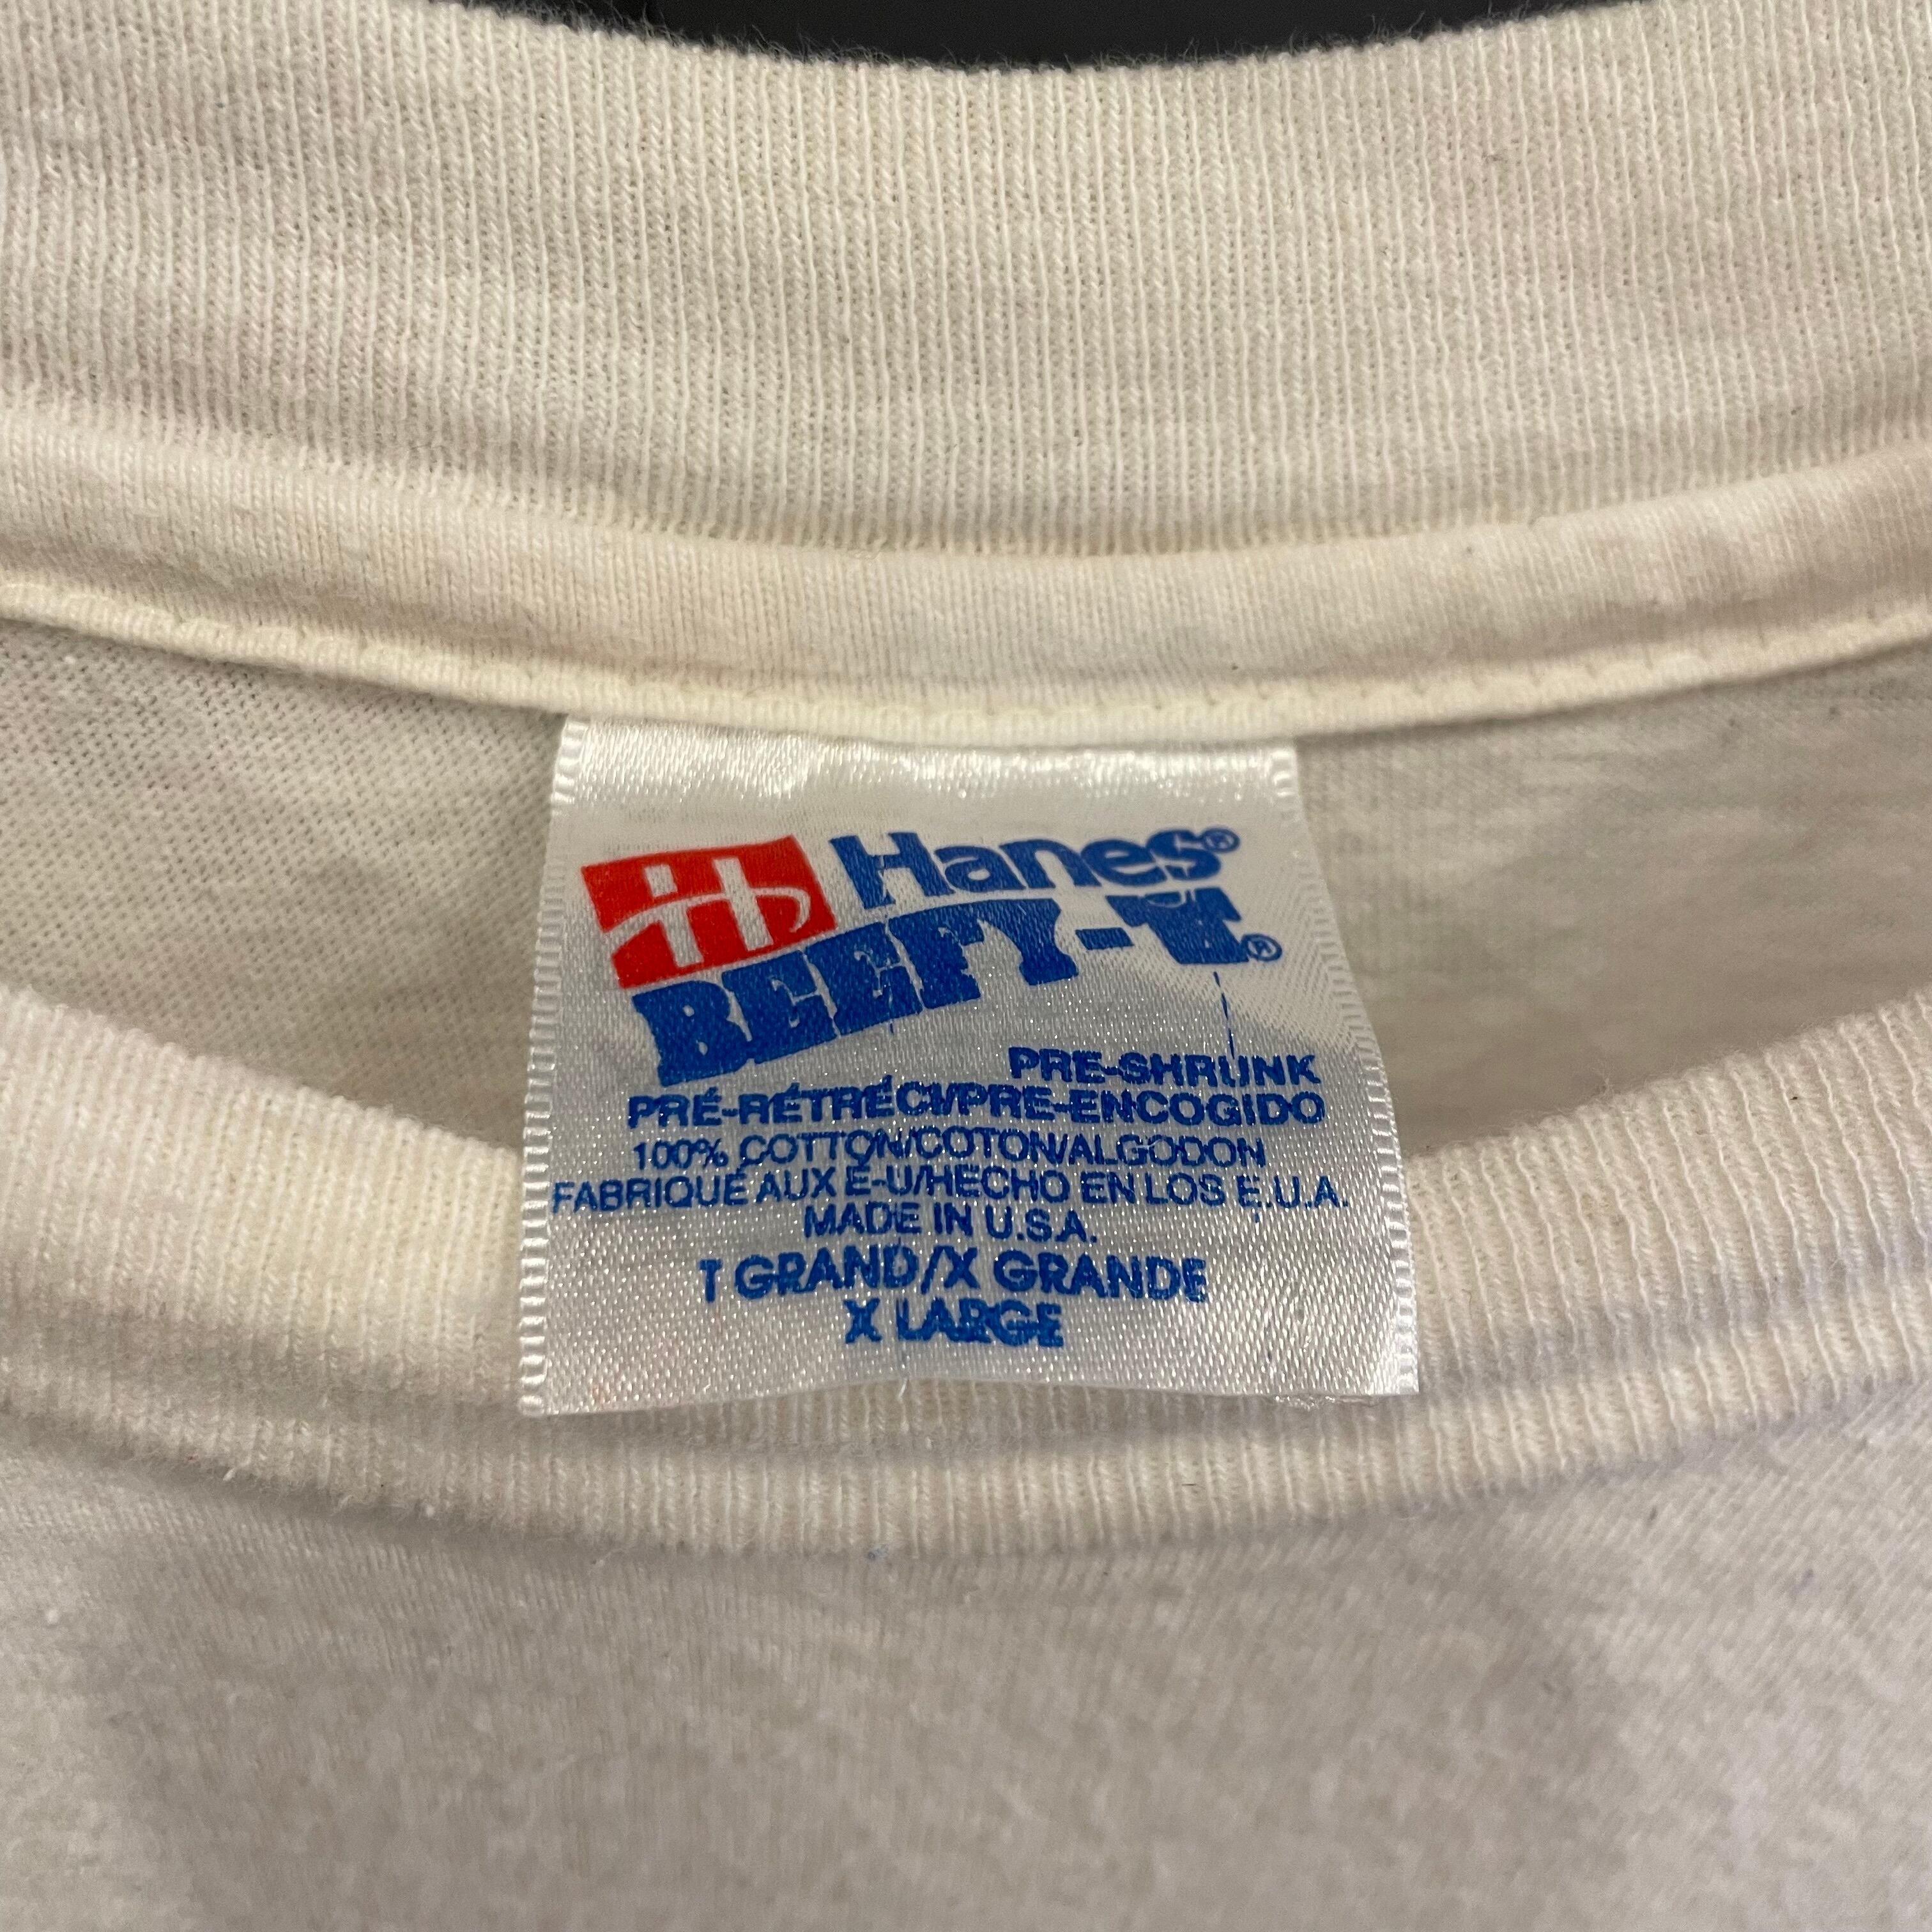 Hanes®
BEEFY-T®
PRE-SHRUNK
PRÉ-RÉTRÉCI/PRE-ENCOGIDO
100% COTTON/COTON/ALGODON
FABRIQUÉ AUX É-U/HECHO EN LOS E.U.A.
MADE IN U.S.A.
T GRAND/X GRANDE
X LARGE